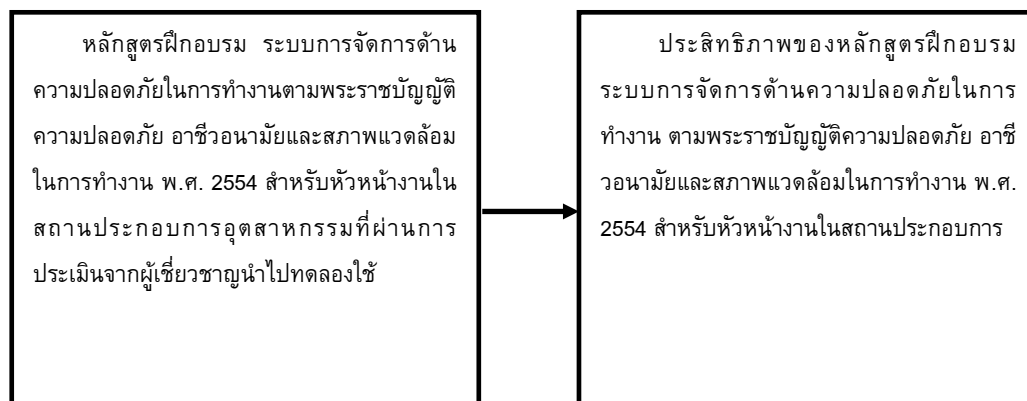 หลักสูตรฝึกอบรม ระบบการจัดการด้าน
ความปลอดภัยในการทำงานตามพระราชบัญญัติ
ความปลอดภัย อาชีวอนามัยและสภาพแวดล้อม
ในการทำงาน พ.ศ. 2554 สำหรับหัวหน้างานใน
สถานประกอบการอุตสาหกรรมที่ผ่านการ
ประเมินจากผู้เชี่ยวชาญนำไปทดลองใช้
ประสิทธิภาพของหลักสูตรฝึกอบรม
ระบบการจัดการด้านความปลอดภัยในการ
ทำงาน ตามพระราชบัญญัติความปลอดภัย อาชี
วอนามัยและสภาพแวดล้อมในการทำงาน พ.ศ.
2554 สำหรับหัวหน้างานในสถานประกอบการ